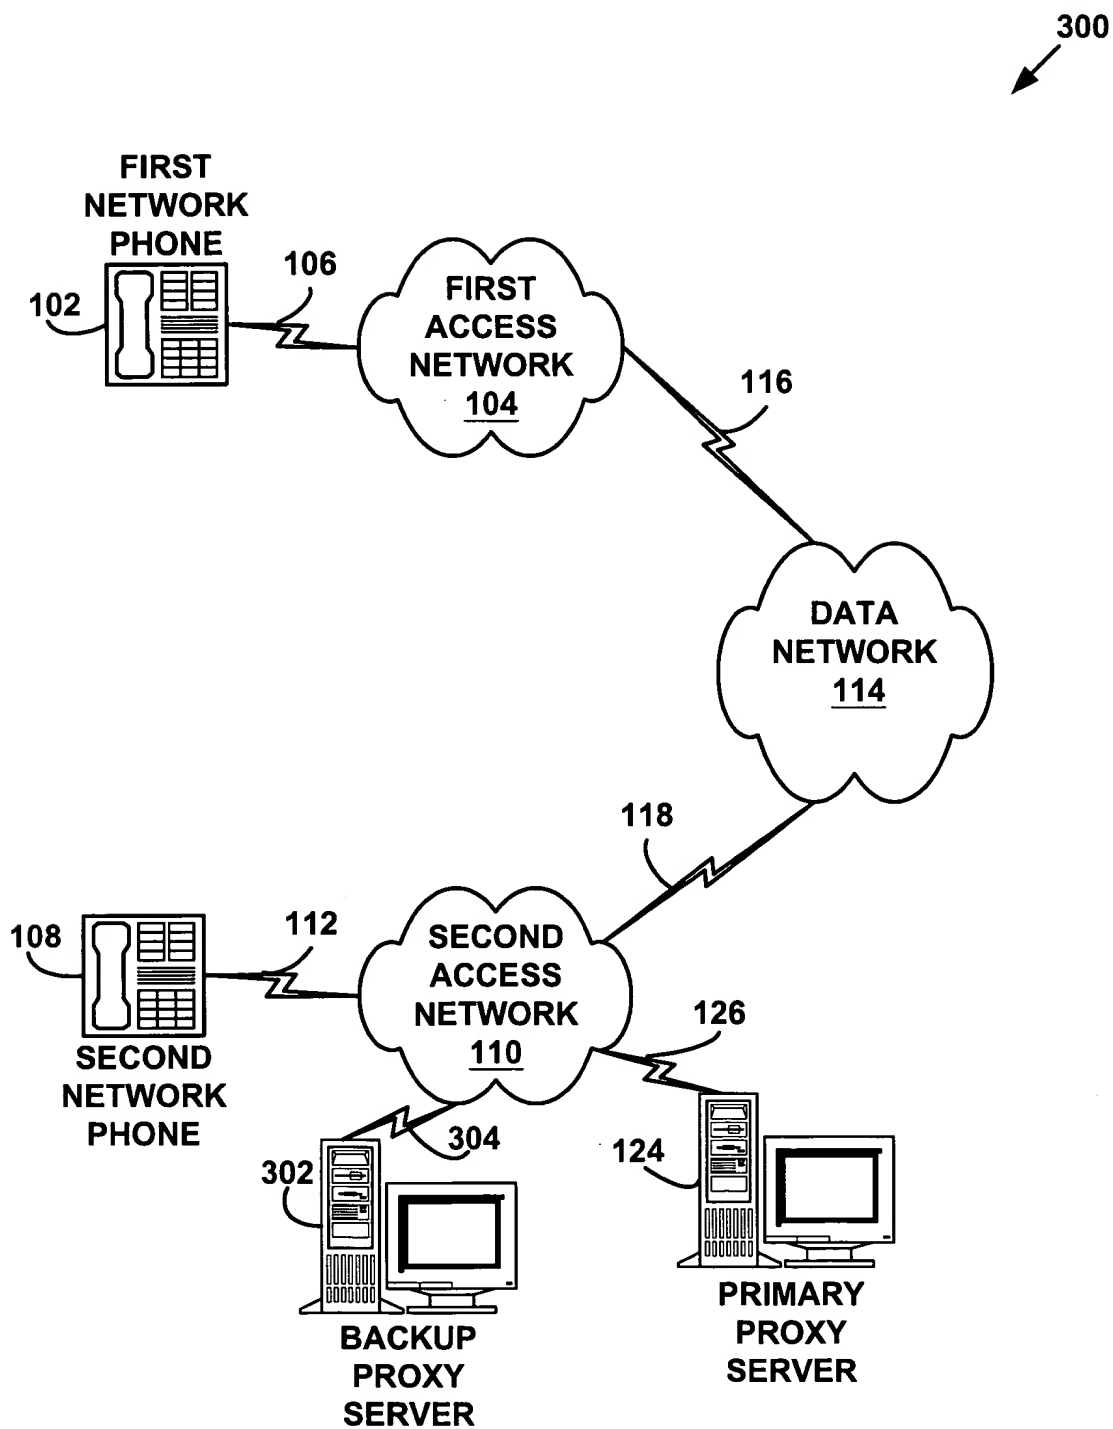 300
FIRST
NETWORK
PHONE
102
106
FIRST
ACCESS
NETWORK
104
116
DATA
NETWORK
114
118
108
112
SECOND
NETWORK
PHONE
SECOND
ACCESS
NETWORK
110
126
304
302
124
BACKUP
PROXY
SERVER
PRIMARY
PROXY
SERVER